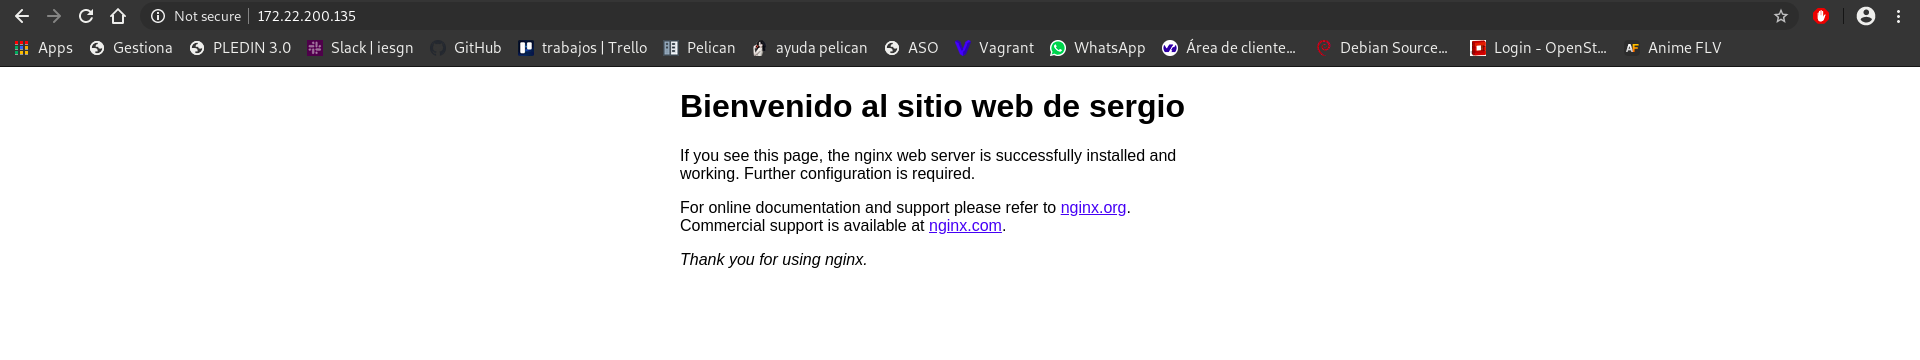 Not secure | 172.22.200.135
Apps Gestiona PLEDIN 3.0 Slack | iesgn GitHub trabajos | Trello Pelican ayuda pelican ASO Vagrant WhatsApp Área de cliente... Debian Source... Login - OpenSt... Anime FLV
Bienvenido al sitio web de sergio
If you see this page, the nginx web server is successfully installed and
working. Further configuration is required.
For online documentation and support please refer to nginx.org.
Commercial support is available at nginx.com.
Thank you for using nginx.